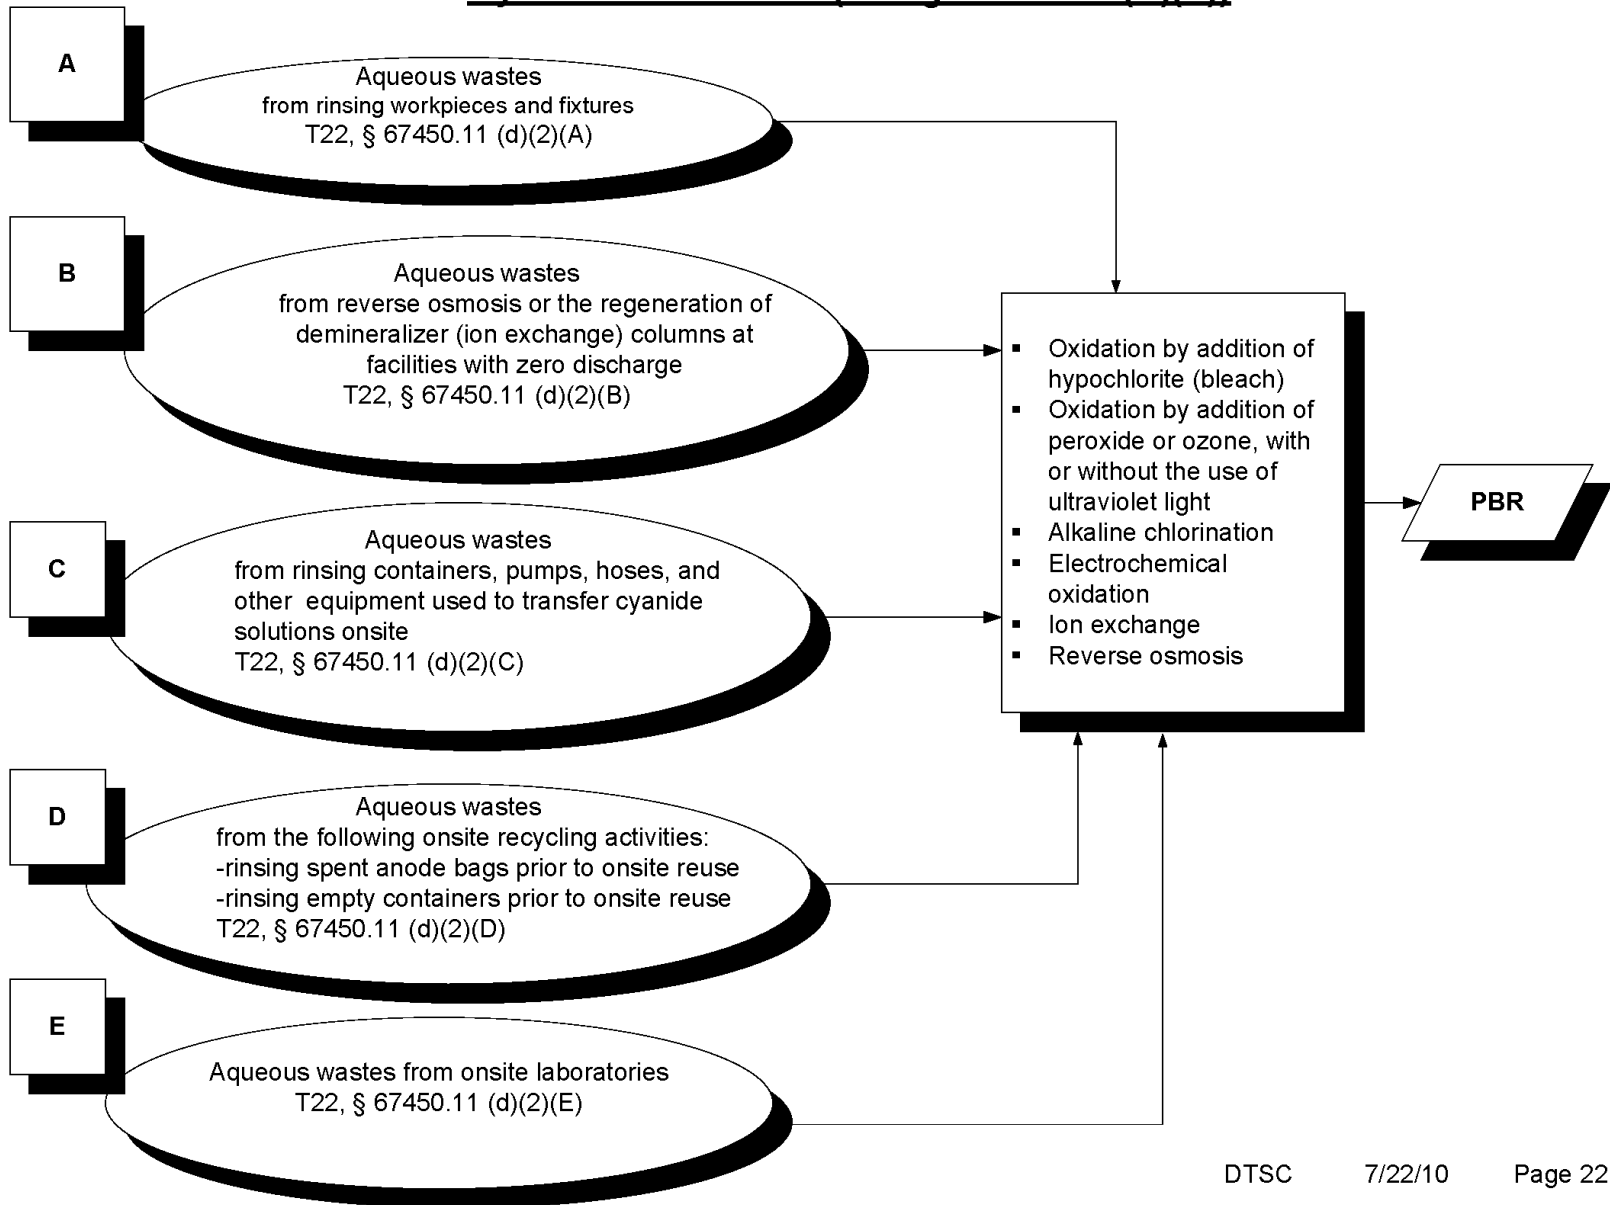 A
Aqueous wastes
from rinsing workpieces and fixtures
T22, § 67450.11 (d)(2)(A)
B
Aqueous wastes
from reverse osmosis or the regeneration of
demineralizer (ion exchange) columns at
facilities with zero discharge
T22, § 67450.11 (d)(2)(B)
C
Aqueous wastes
from rinsing containers, pumps, hoses, and
other equipment used to transfer cyanide
solutions onsite
T22, § 67450.11 (d)(2)(C)
D
Aqueous wastes
from the following onsite recycling activities:
-rinsing spent anode bags prior to onsite reuse
-rinsing empty containers prior to onsite reuse
T22, § 67450.11 (d)(2)(D)
E
Aqueous wastes from onsite laboratories
T22, § 67450.11 (d)(2)(E)
▪ Oxidation by addition of
hypochlorite (bleach)
▪ Oxidation by addition of
peroxide or ozone, with
or without the use of
ultraviolet light
▪ Alkaline chlorination
▪ Electrochemical
oxidation
▪ Ion exchange
▪ Reverse osmosis
PBR
DTSC 7/22/10 Page 22